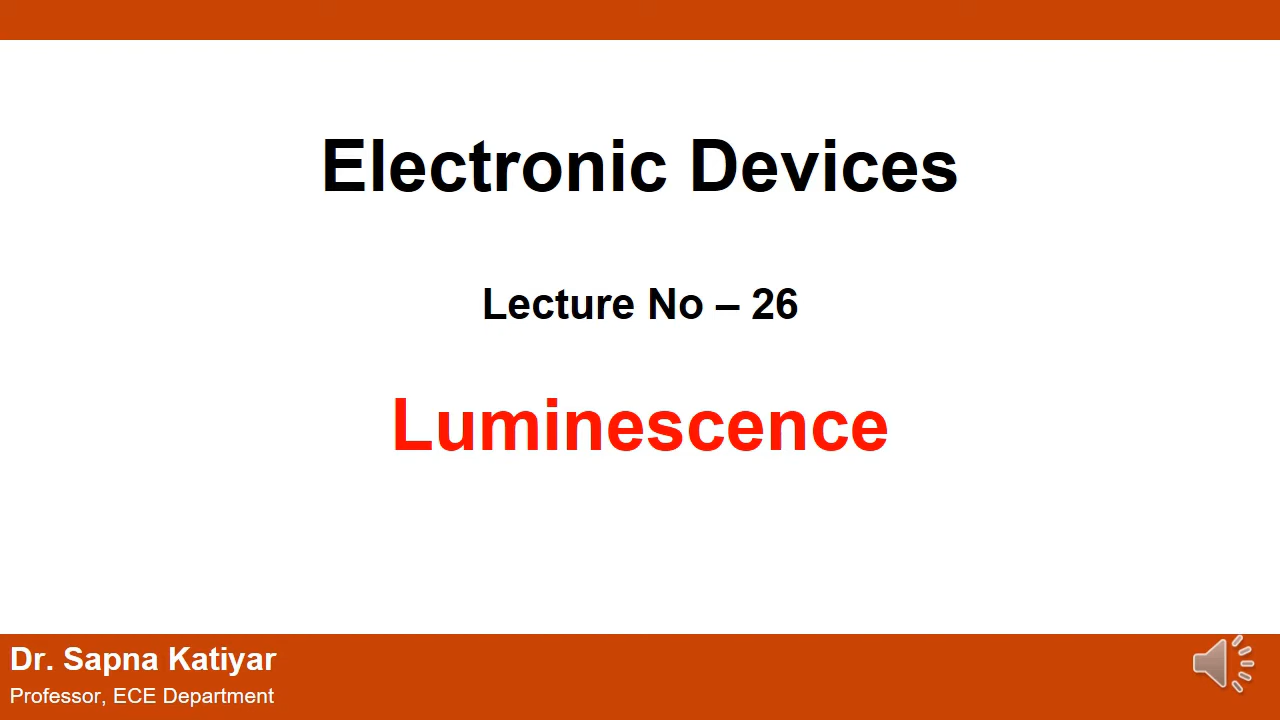 Electronic Devices
Lecture No – 26
Luminescence
Dr. Sapna Katiyar
Professor, ECE Department